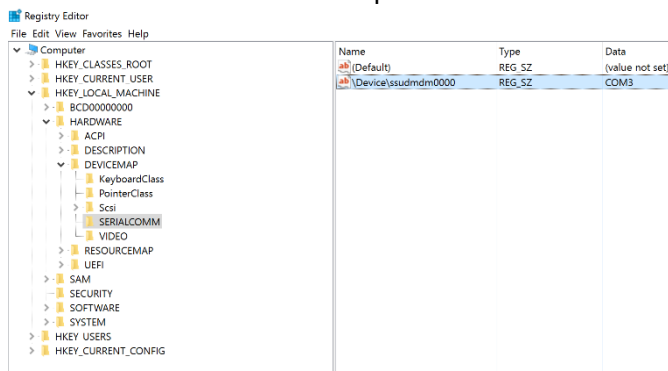 Registry Editor
File Edit View Favorites Help
Computer
HKEY_CLASSES_ROOT
HKEY_CURRENT_USER
HKEY_LOCAL_MACHINE
BCD00000000
HARDWARE
ACPI
DESCRIPTION
DEVICEMAP
KeyboardClass
PointerClass
Scsi
SERIALCOMM
VIDEO
RESOURCEMAP
UEFI
SAM
SECURITY
SOFTWARE
SYSTEM
HKEY_USERS
HKEY_CURRENT_CONFIG
Name Type Data
ab (Default) REG_SZ (value not set)
ab \Device\ssudmdm0000 REG_SZ COM3